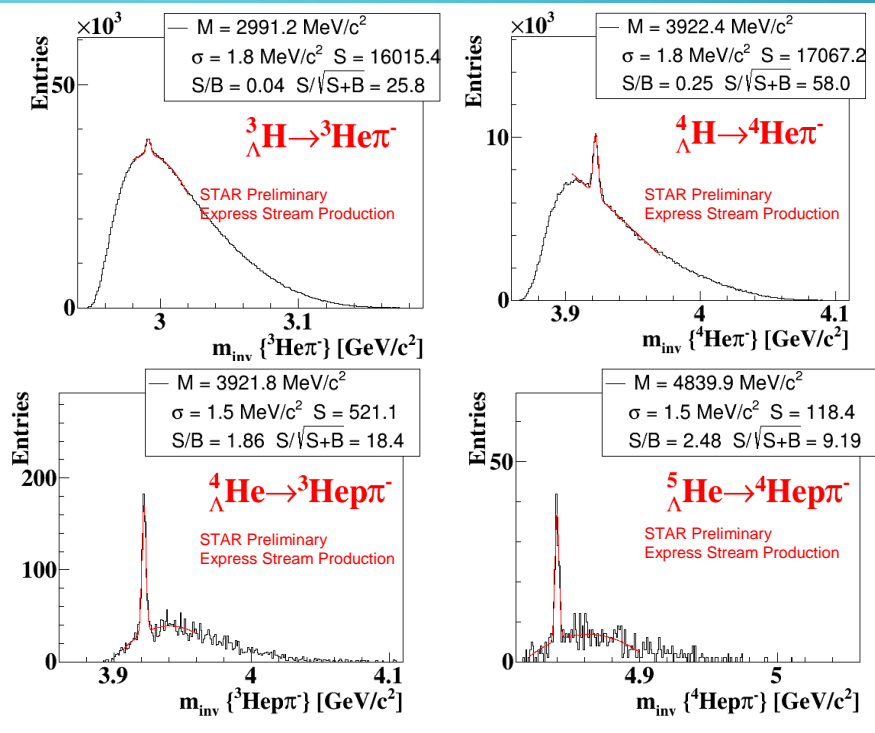 ×10³
M = 2991.2 MeV/c²
σ = 1.8 MeV/c² S = 16015.4
S/B = 0.04 S/√S+B = 25.8
Entries
50
0
³ΛH→³Heπ⁻
STAR Preliminary
Express Stream Production
3 3.1
m_inv {³Heπ⁻} [GeV/c²]
×10³
M = 3922.4 MeV/c²
σ = 1.8 MeV/c² S = 17067.2
S/B = 0.25 S/√S+B = 58.0
Entries
10
0
⁴ΛH→⁴Heπ⁻
STAR Preliminary
Express Stream Production
3.9 4 4.1
m_inv {⁴Heπ⁻} [GeV/c²]
M = 3921.8 MeV/c²
σ = 1.5 MeV/c² S = 521.1
S/B = 1.86 S/√S+B = 18.4
Entries
200
100
0
⁴ΛHe→³Hepπ⁻
STAR Preliminary
Express Stream Production
3.9 4 4.1
m_inv {³Hepπ⁻} [GeV/c²]
M = 4839.9 MeV/c²
σ = 1.5 MeV/c² S = 118.4
S/B = 2.48 S/√S+B = 9.19
Entries
50
0
⁵ΛHe→⁴Hepπ⁻
STAR Preliminary
Express Stream Production
4.9 5
m_inv {⁴Hepπ⁻} [GeV/c²]